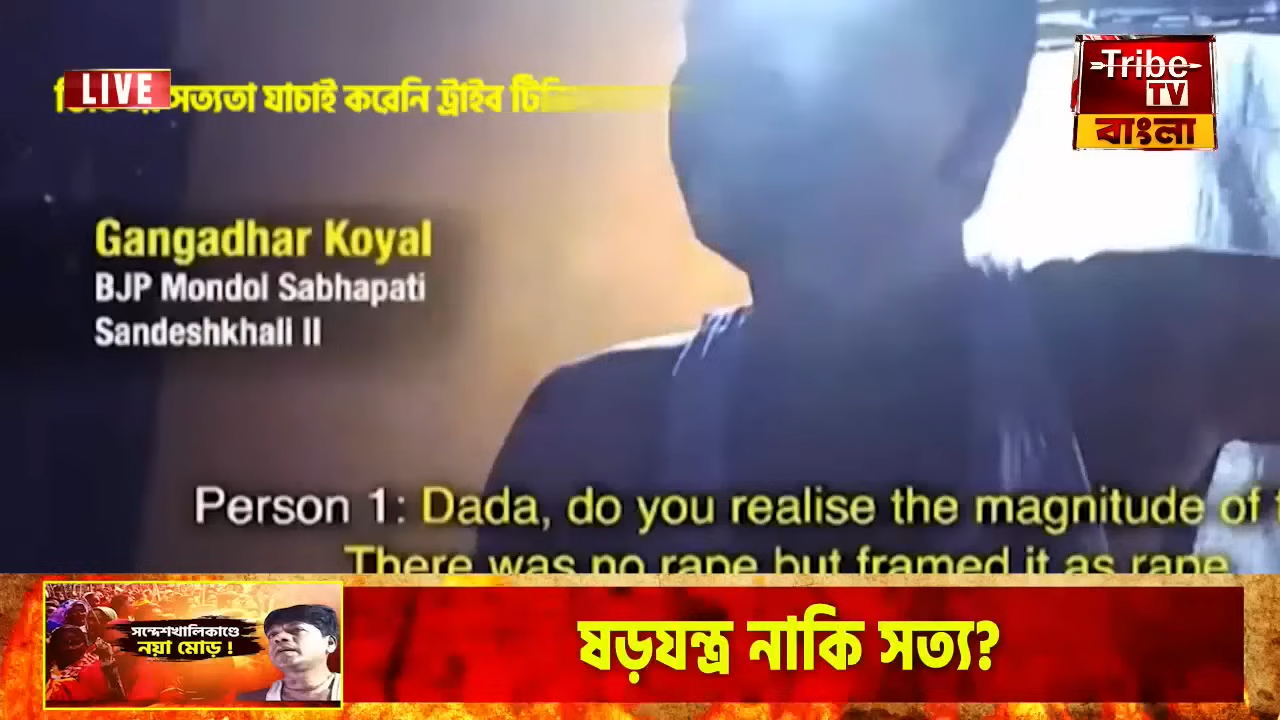 LIVE
সত্যতা যাচাই করেনি ট্রাইব
Tribe
TV
বাংলা
Gangadhar Koyal
BJP Mondol Sabhapati
Sandeshkhali II
Person 1: Dada, do you realise the magnitude of
There was no rape but framed it as rape
সন্দেশখালিকাণ্ডে
নয়া মোড় !
ষড়যন্ত্র নাকি সত্য?